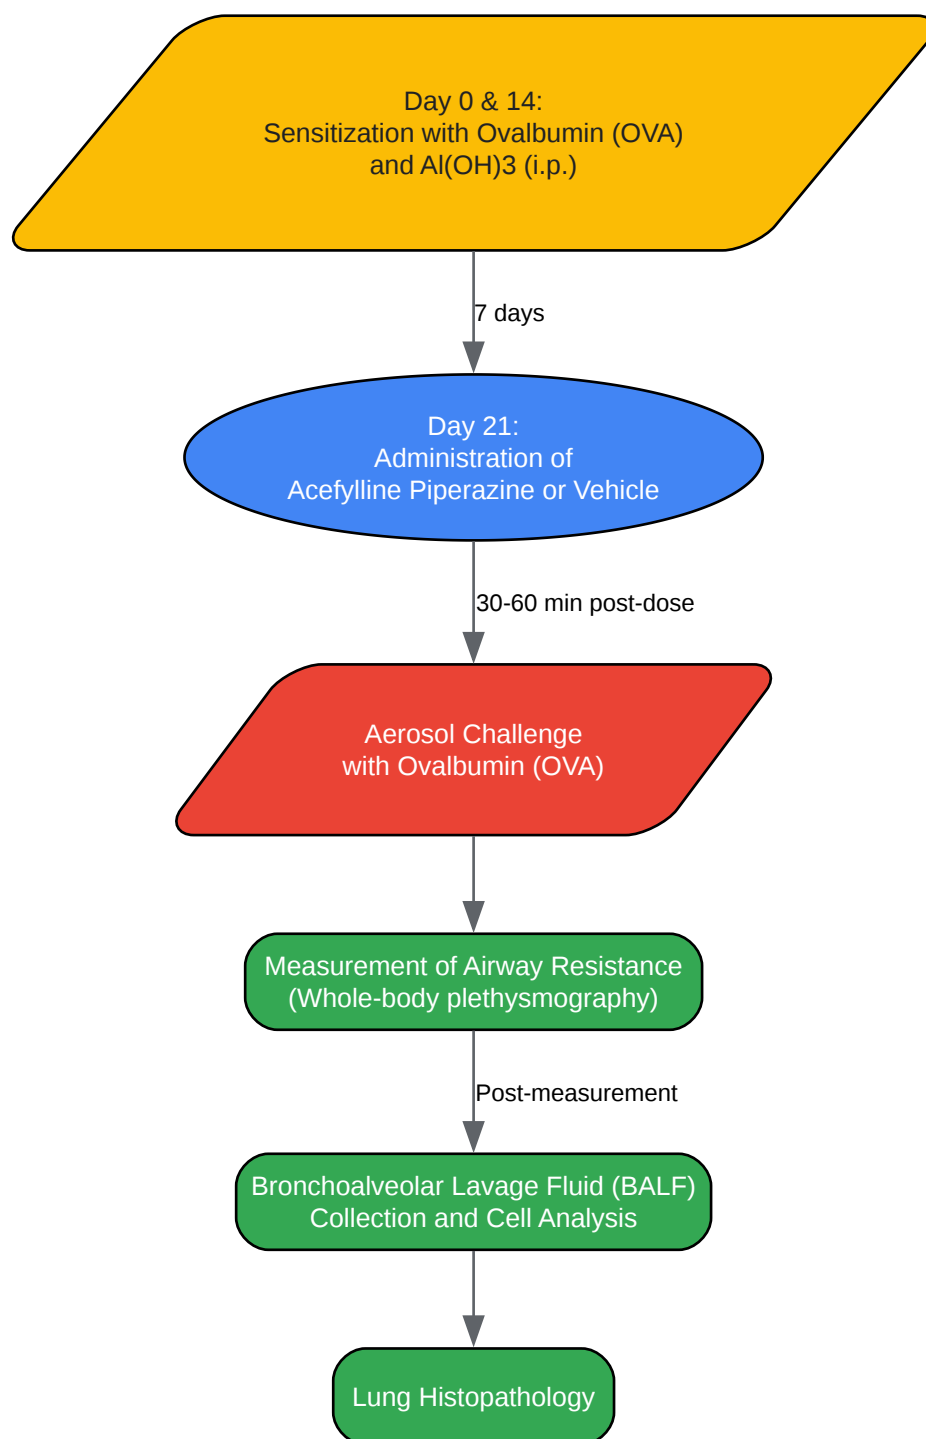 Day 0 & 14:
Sensitization with Ovalbumin (OVA)
and Al(OH)3 (i.p.)
7 days
Day 21:
Administration of
Acefylline Piperazine or Vehicle
30-60 min post-dose
Aerosol Challenge
with Ovalbumin (OVA)
Measurement of Airway Resistance
(Whole-body plethysmography)
Post-measurement
Bronchoalveolar Lavage Fluid (BALF)
Collection and Cell Analysis
Lung Histopathology